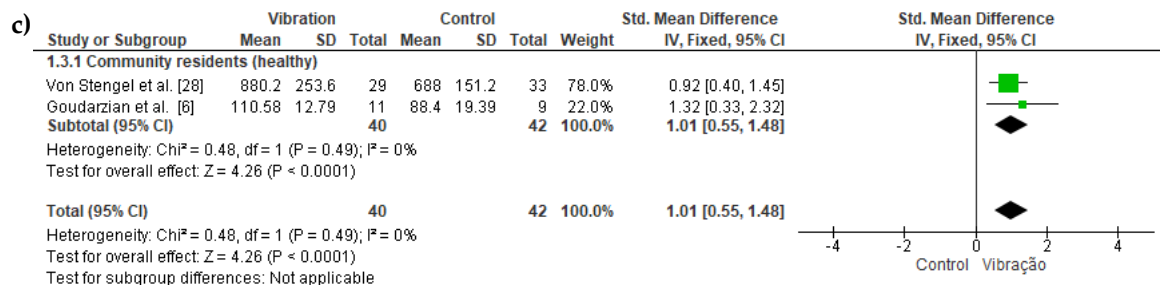 c)
Vibration Control Std. Mean Difference Std. Mean Difference
Study or Subgroup Mean SD Total Mean SD Total Weight IV, Fixed, 95% CI IV, Fixed, 95% CI
1.3.1 Community residents (healthy)
Von Stengel et al. [28] 880.2 253.6 29 688 151.2 33 78.0% 0.92 [0.40, 1.45]
Goudarzian et al. [6] 110.58 12.79 11 88.4 19.39 9 22.0% 1.32 [0.33, 2.32]
Subtotal (95% CI) 40 42 100.0% 1.01 [0.55, 1.48]
Heterogeneity: Chi² = 0.48, df = 1 (P = 0.49); I² = 0%
Test for overall effect: Z = 4.26 (P < 0.0001)
Total (95% CI) 40 42 100.0% 1.01 [0.55, 1.48]
Heterogeneity: Chi² = 0.48, df = 1 (P = 0.49); I² = 0%
Test for overall effect: Z = 4.26 (P < 0.0001)
Test for subgroup differences: Not applicable
-4 -2 0 2 4
Control Vibração